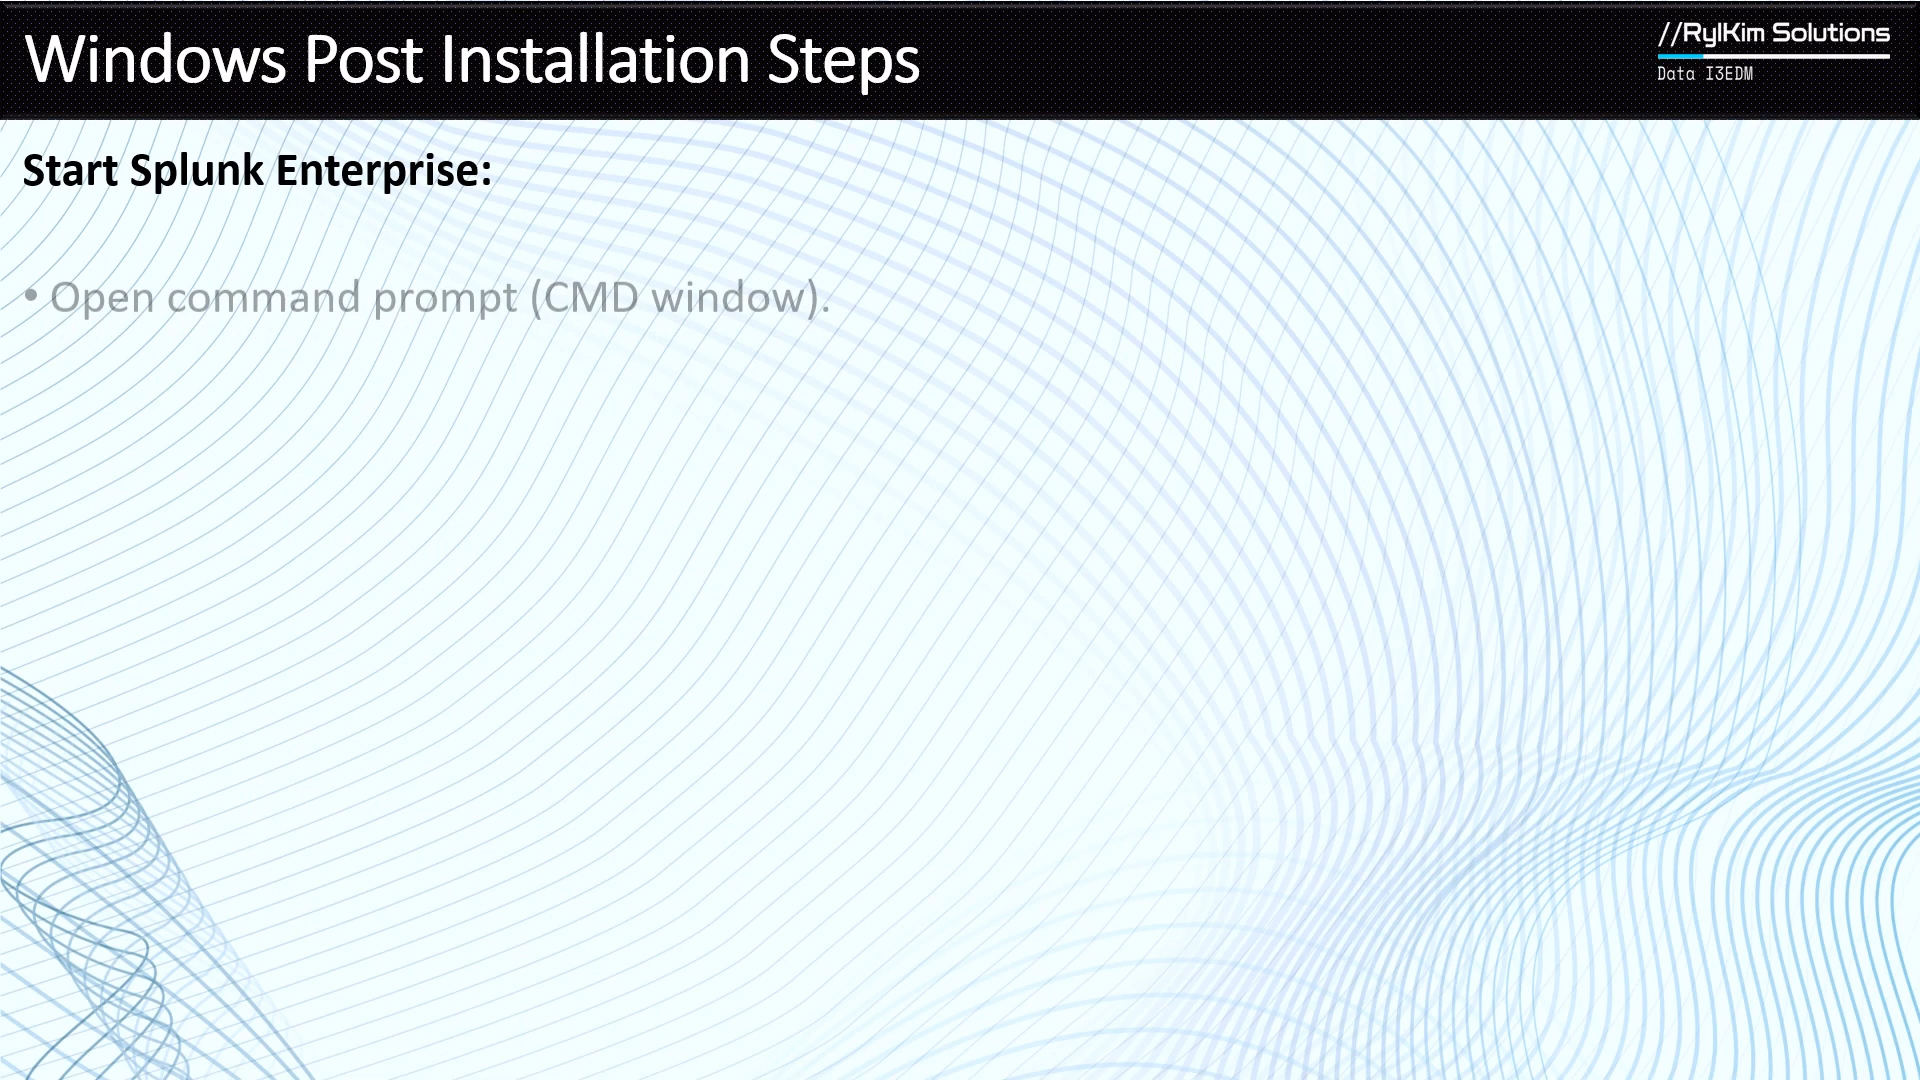 Windows Post Installation Steps
//RylKim Solutions
Data I3EDM
Start Splunk Enterprise:
• Open command prompt (CMD window).